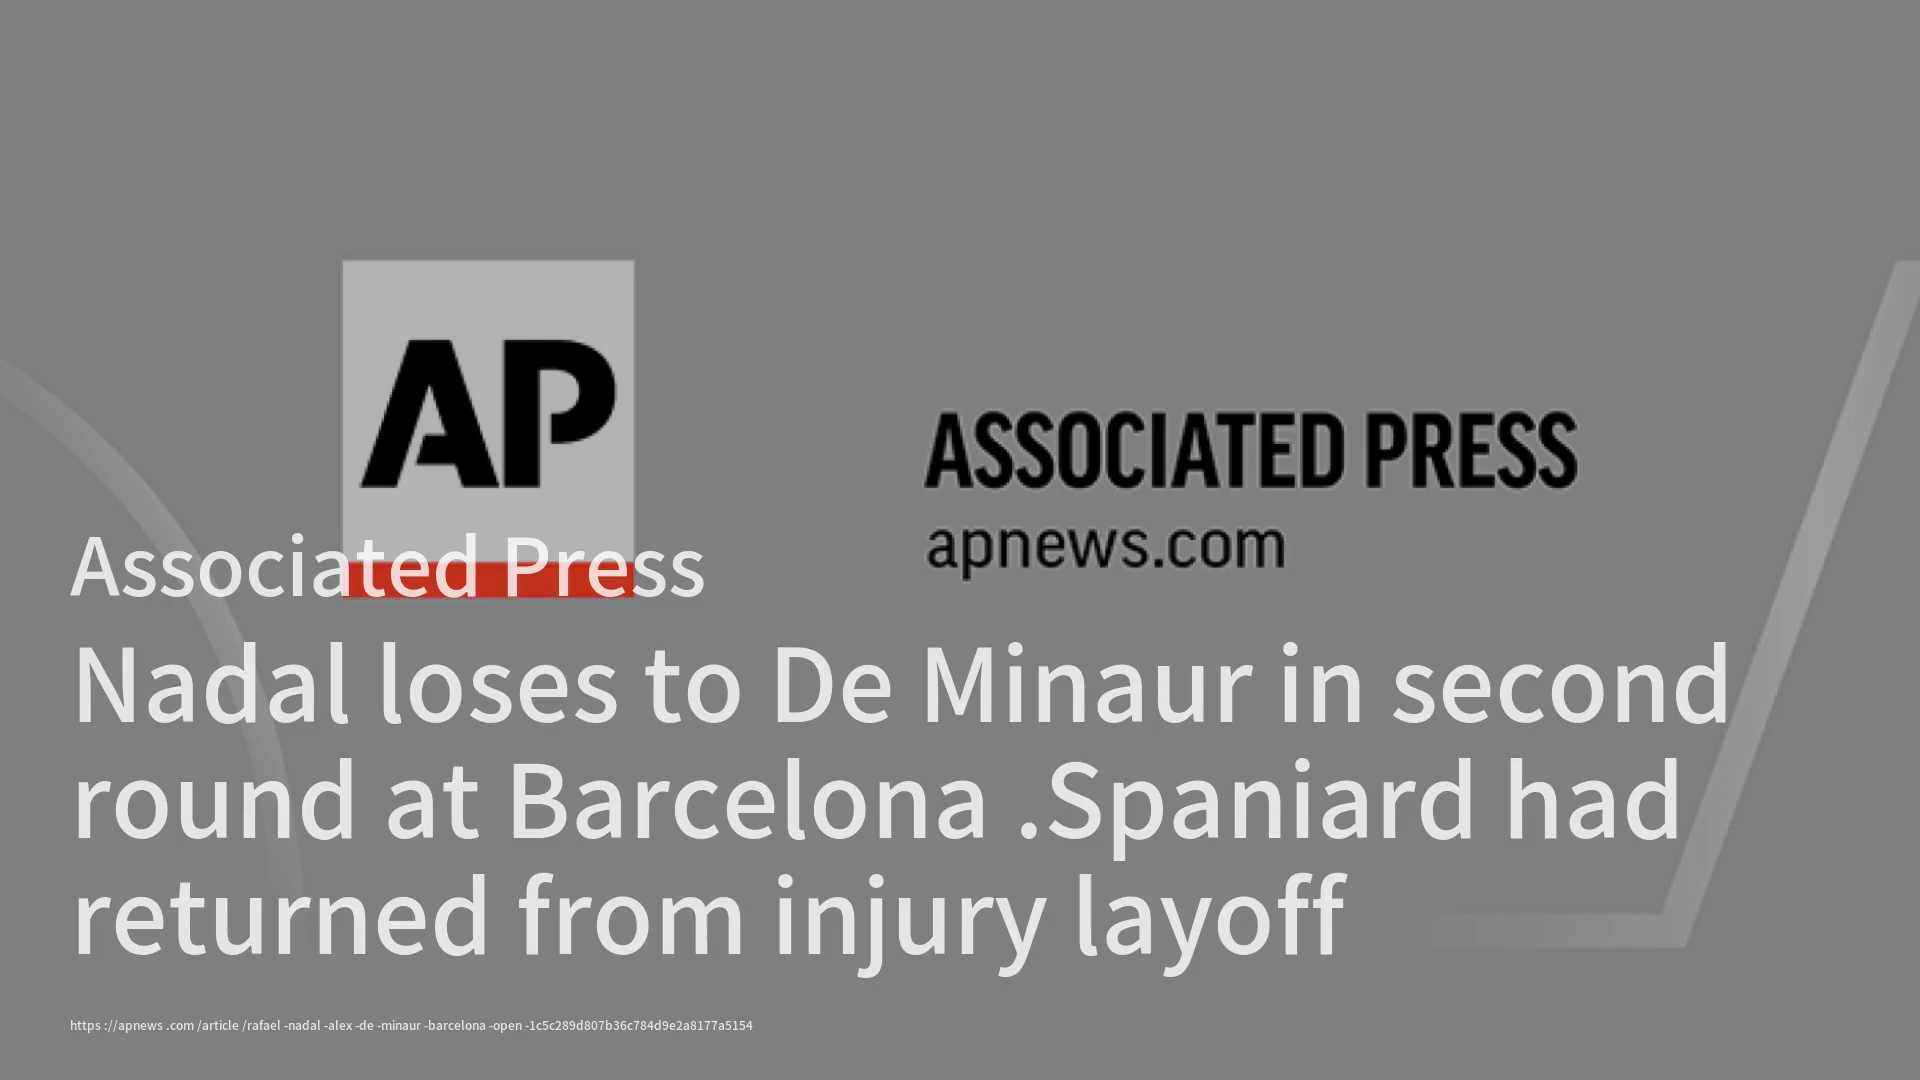 AP
ASSOCIATED PRESS
apnews.com
Associated Press
Nadal loses to De Minaur in second
round at Barcelona .Spaniard had
returned from injury layoff
https ://apnews .com /article /rafael -nadal -alex -de -minaur -barcelona -open -1c5c289d807b36c784d9e2a8177a5154